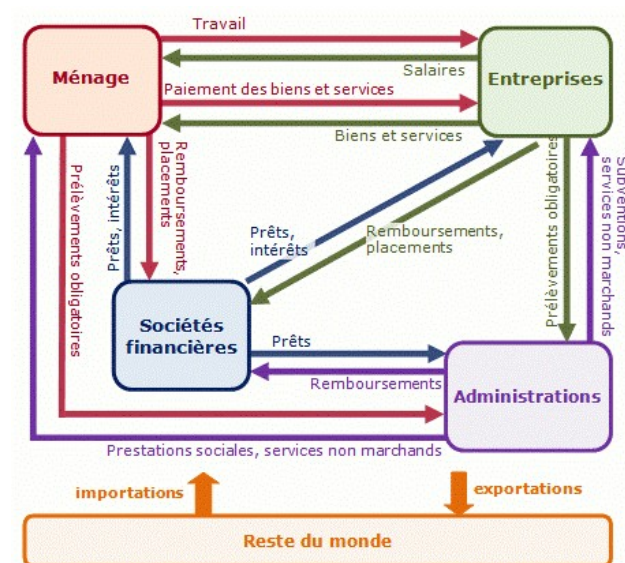 Travail
Ménage
Salaires
Entreprises
Paiement des biens et services
Biens et services
Prélèvements obligatoires
Prêts, intérêts
Remboursements,
placements
Prêts,
intérêts
Remboursements,
placements
Prélèvements obligatoires
Subventions,
services non marchands
Sociétés
financières
Prêts
Remboursements
Administrations
Prestations sociales, services non marchands
importations
exportations
Reste du monde